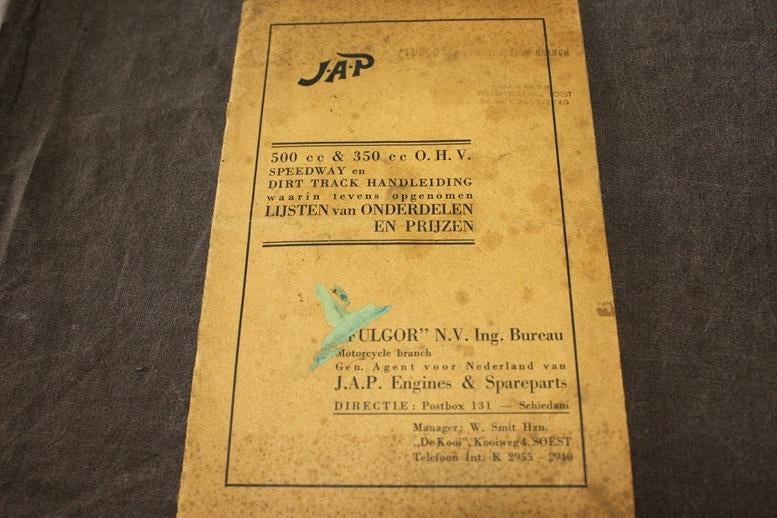 J·A·P
BRANCH
SOEST
500 cc & 350 cc O. H. V.
SPEEDWAY en
DIRT TRACK HANDLEIDING
waarin tevens opgenomen
LIJSTEN van ONDERDELEN
EN PRIJZEN
"FULGOR" N.V. Ing. Bureau
Motorcycle branch
Gen. Agent voor Nederland van
J.A.P. Engines & Spareparts
DIRECTIE: Postbox 131 — Schiedam
Manager: W. Smit Hzn.
„De Kooi", Kooiweg 4, SOEST
Telefoon Int. K 2955 - 2940